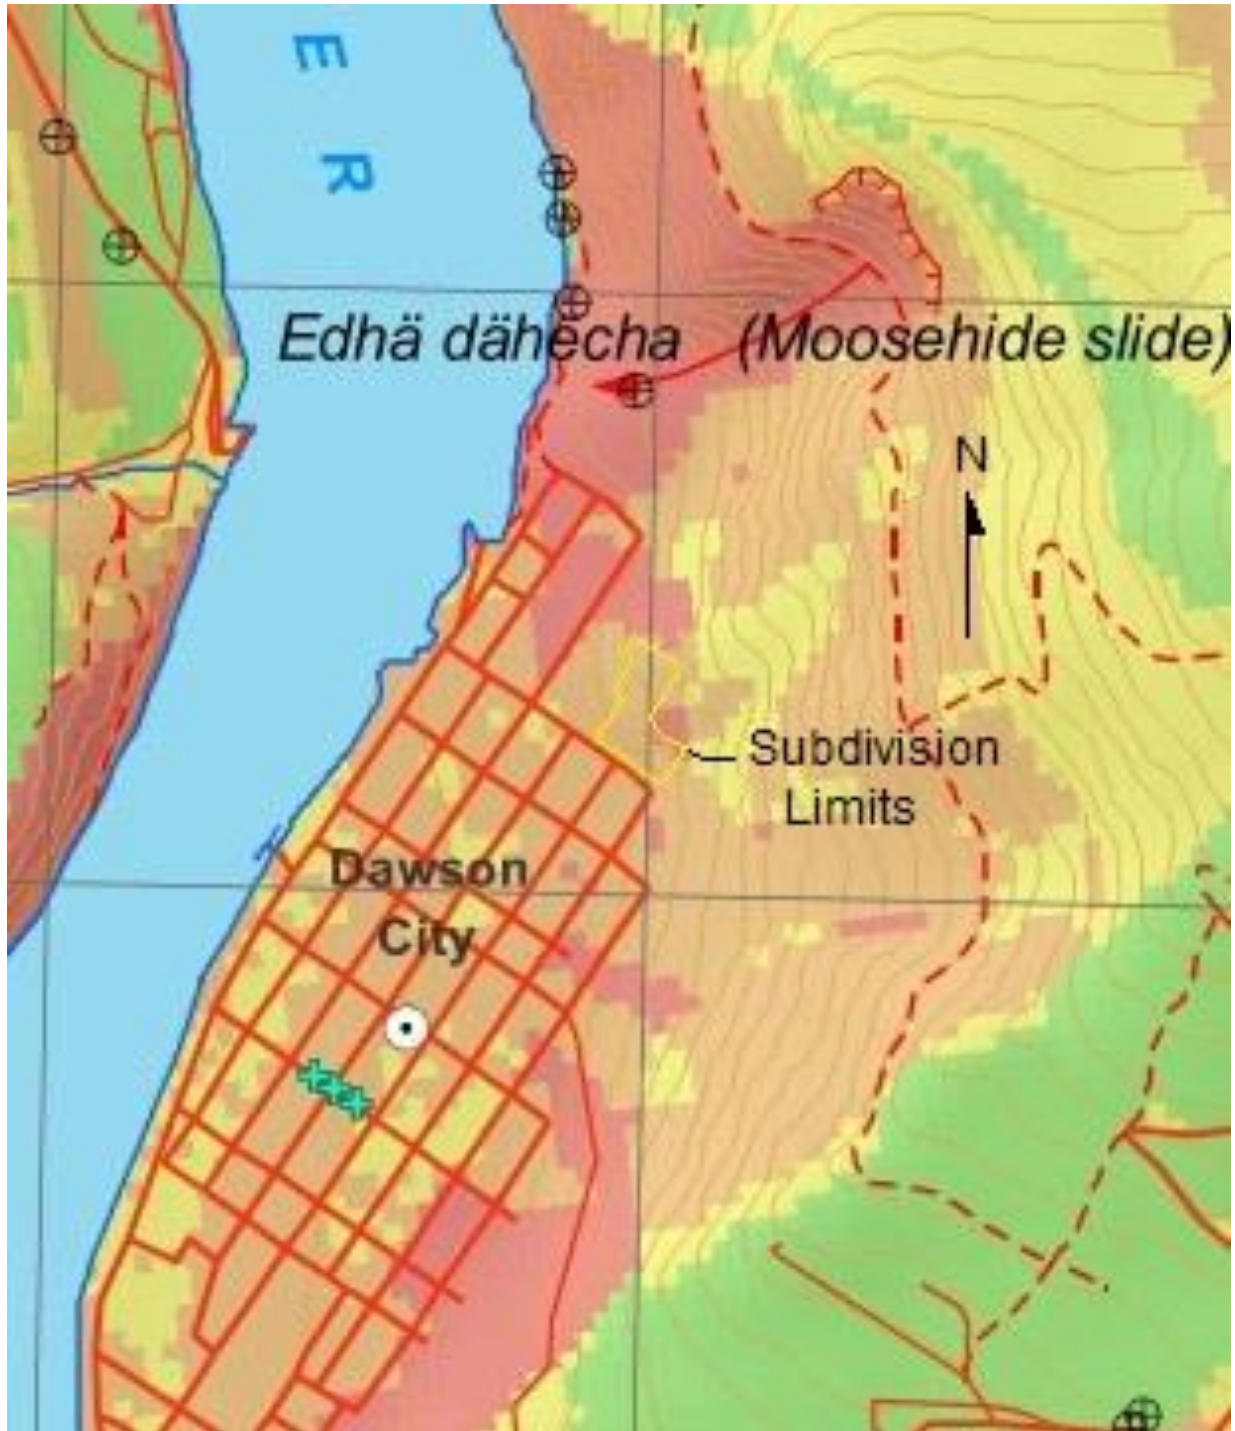 E
R
Edhä dähecha (Moosehide slide)
N
Subdivision
Limits
Dawson
City